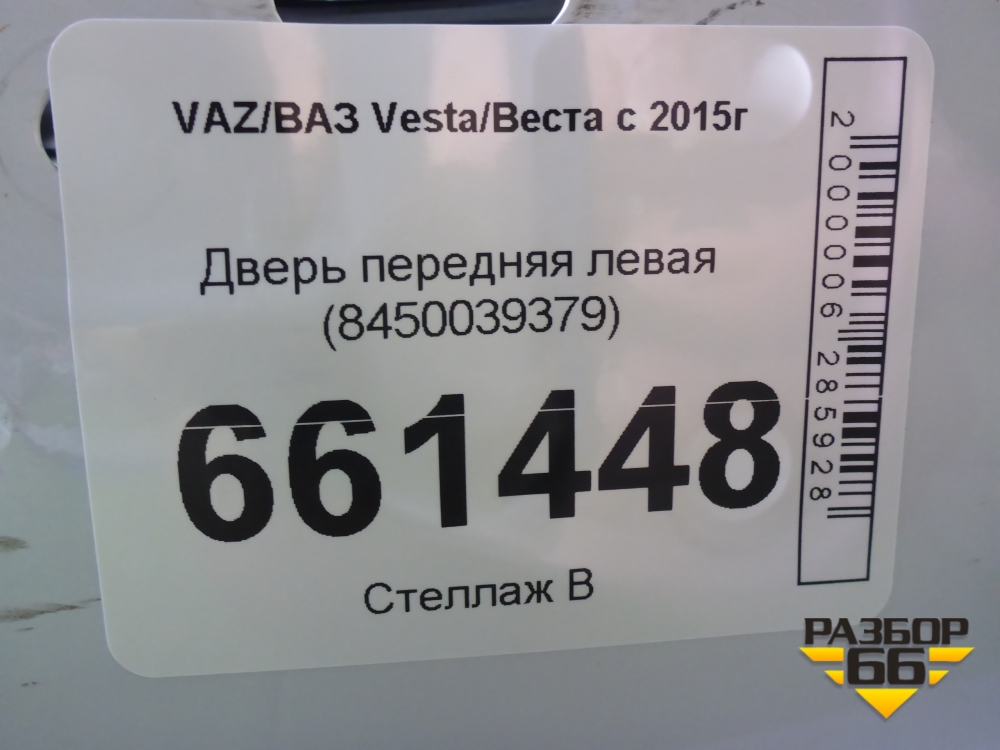 VAZ/ВАЗ Vesta/Веста с 2015г
Дверь передняя левая
(8450039379)
661448
Стеллаж В
2000006285928
РАЗБОР
66